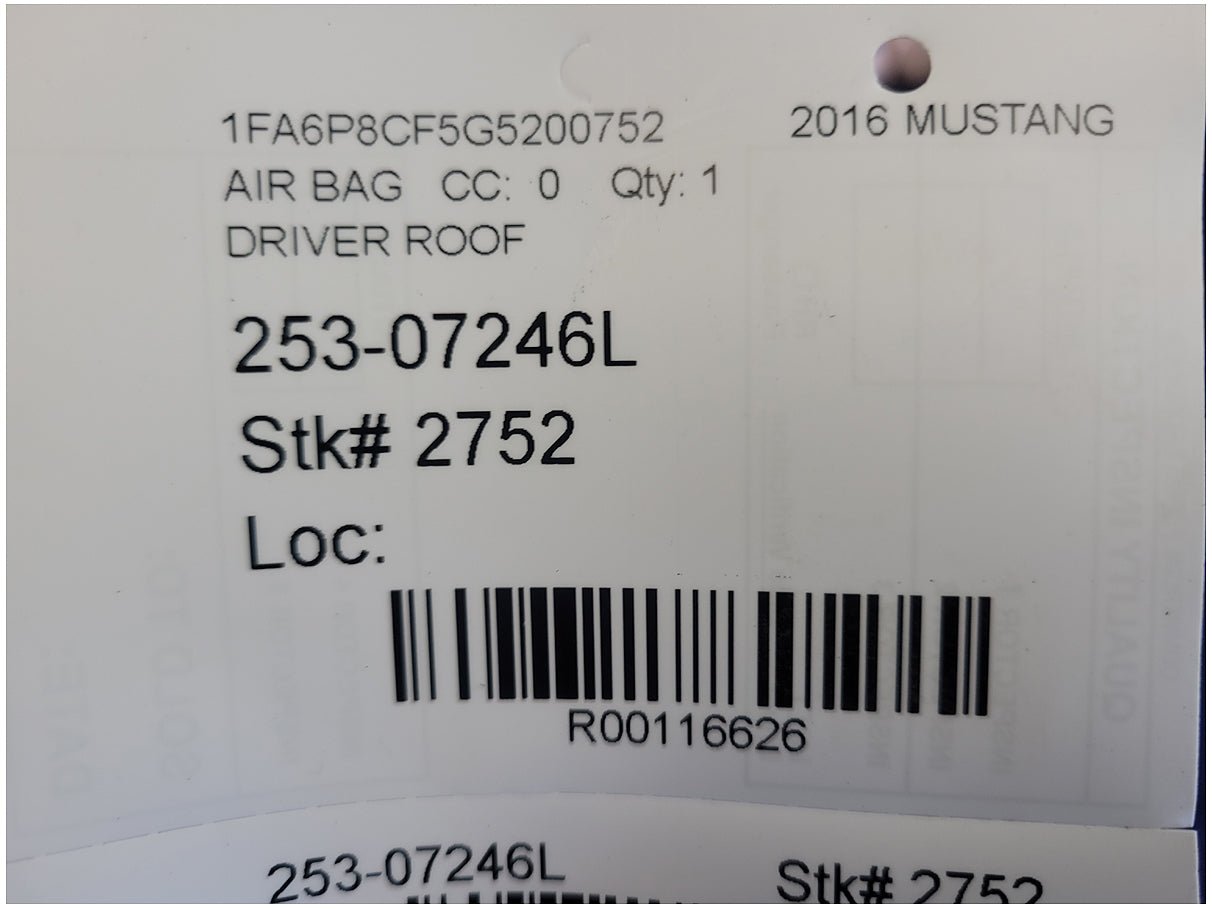 1FA6P8CF5G5200752 2016 MUSTANG
AIR BAG CC: 0 Qty: 1
DRIVER ROOF
253-07246L
Stk# 2752
Loc:
R00116626
253-07246L Stk# 2752